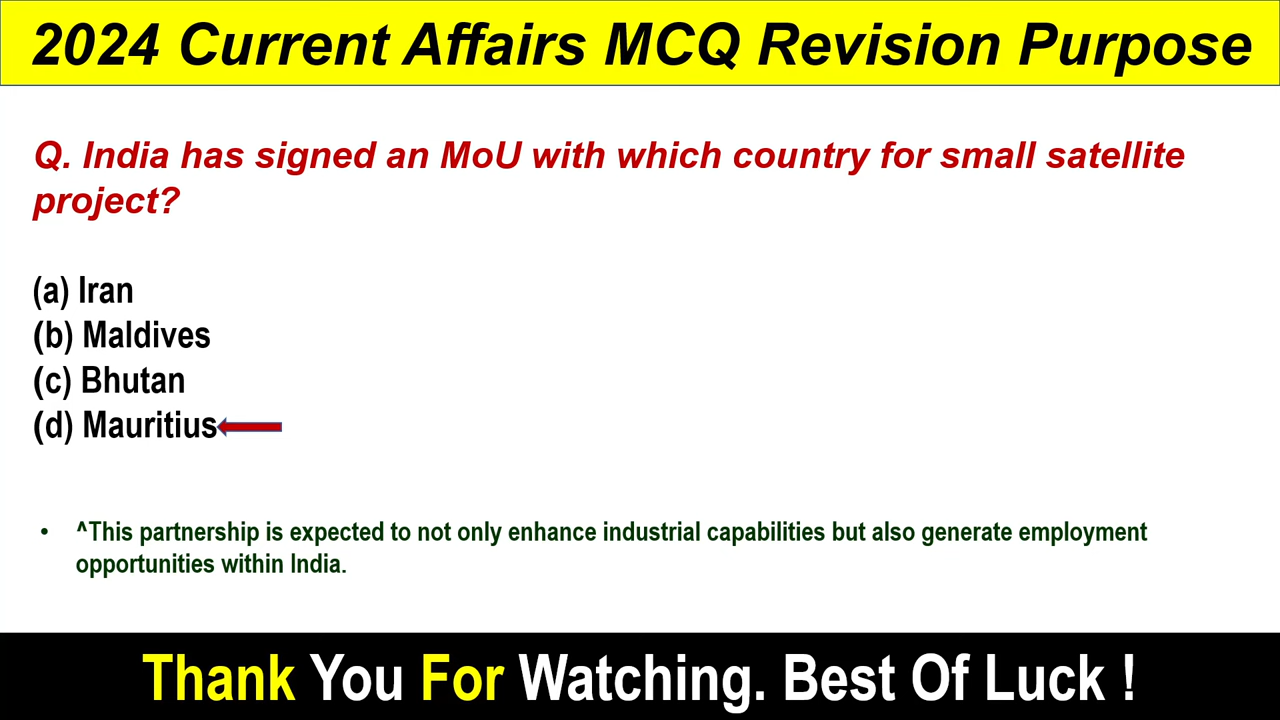 2024 Current Affairs MCQ Revision Purpose
Q. India has signed an MoU with which country for small satellite
project?
(a) Iran
(b) Maldives
(c) Bhutan
(d) Mauritius
• ^This partnership is expected to not only enhance industrial capabilities but also generate employment
opportunities within India.
Thank You For Watching. Best Of Luck !